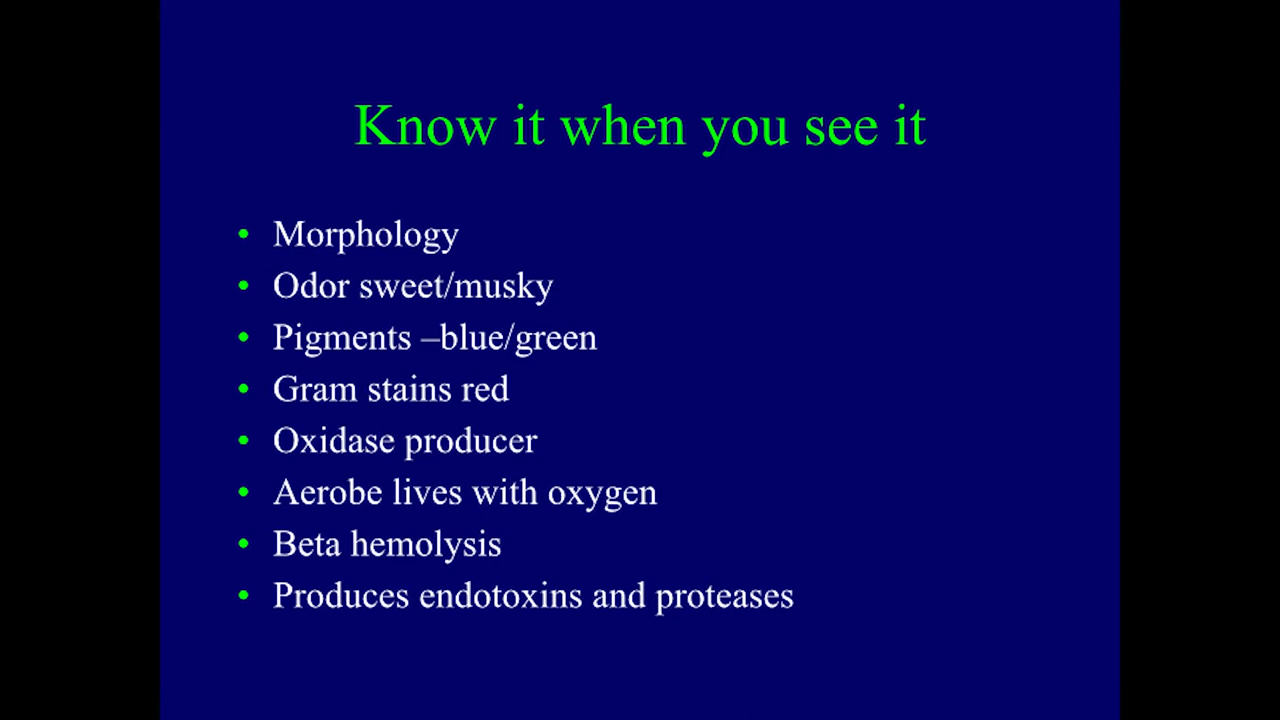 Know it when you see it
• Morphology
• Odor sweet/musky
• Pigments –blue/green
• Gram stains red
• Oxidase producer
• Aerobe lives with oxygen
• Beta hemolysis
• Produces endotoxins and proteases